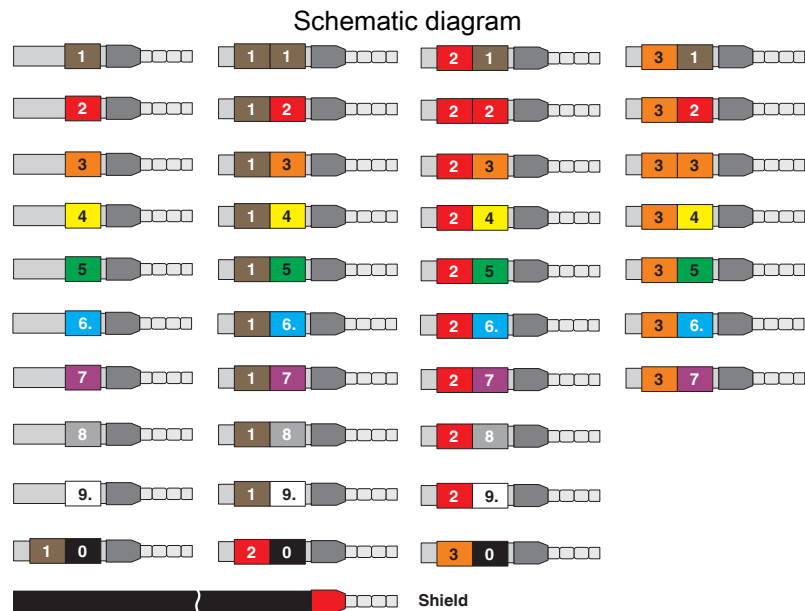 Schematic diagram
1 1 1 2 1 3 1
2 1 2 2 2 3 2
3 1 3 2 3 3 3
4 1 4 2 4 3 4
5 1 5 2 5 3 5
6. 1 6. 2 6. 3 6.
7 1 7 2 7 3 7
8 1 8 2 8
9. 1 9. 2 9.
1 0 2 0 3 0
Shield